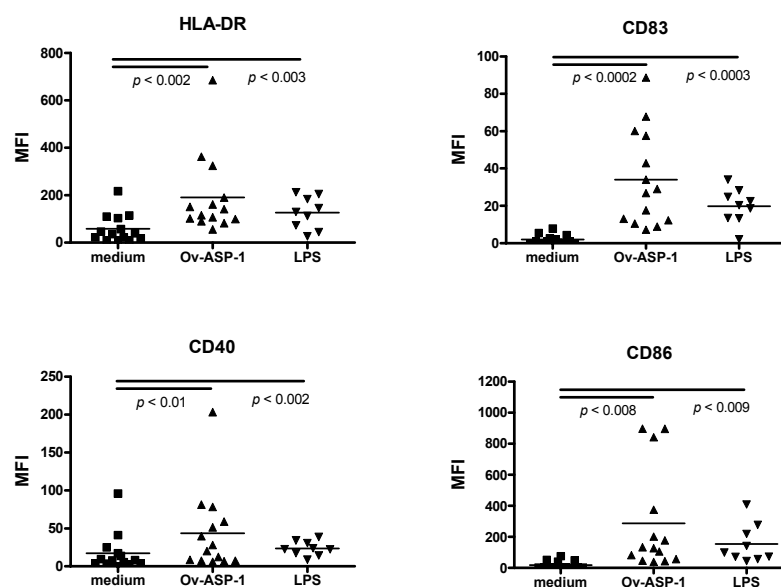 HLA-DR
MFI
800
600
400
200
0
p < 0.002
p < 0.003
medium
Ov-ASP-1
LPS
CD83
MFI
100
80
60
40
20
0
p < 0.0002
p < 0.0003
medium
Ov-ASP-1
LPS
CD40
MFI
250
200
150
100
50
0
p < 0.01
p < 0.002
medium
Ov-ASP-1
LPS
CD86
MFI
1200
1000
800
600
400
200
0
p < 0.008
p < 0.009
medium
Ov-ASP-1
LPS